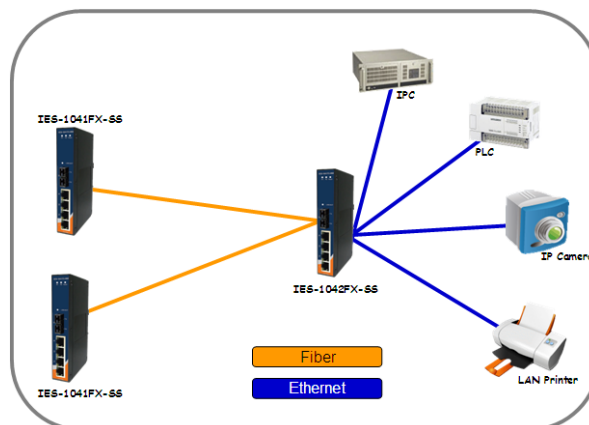 IPC
IES-1041FX-SS
PLC
IP Camera
IES-1042FX-SS
Fiber
LAN Printer
Ethernet
IES-1041FX-SS